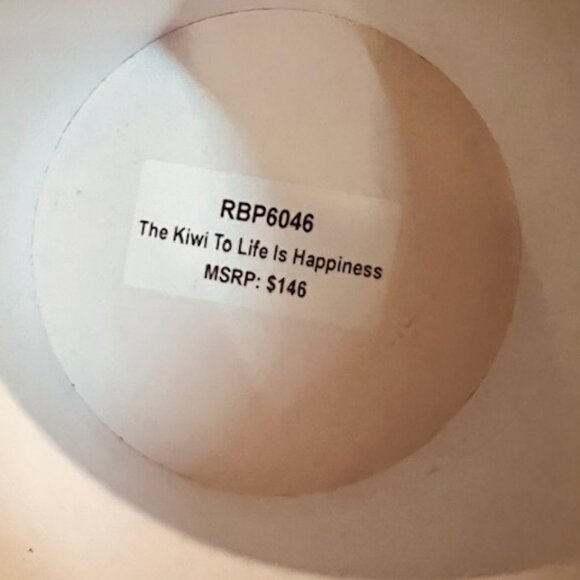 RBP6046
The Kiwi To Life Is Happiness
MSRP: $146